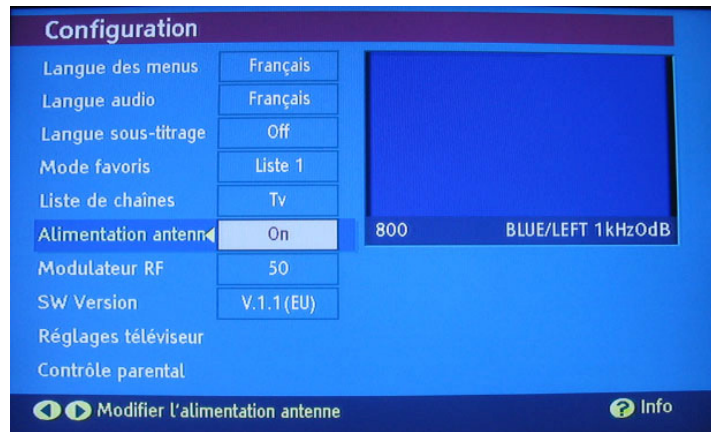 Configuration
Langue des menus Français
Langue audio Français
Langue sous-titrage Off
Mode favoris Liste 1
Liste de chaînes Tv
Alimentation antenn On
800 BLUE/LEFT 1kHz0dB
Modulateur RF 50
SW Version V.1.1(EU)
Réglages téléviseur
Contrôle parental
Modifier l'alimentation antenne
? Info